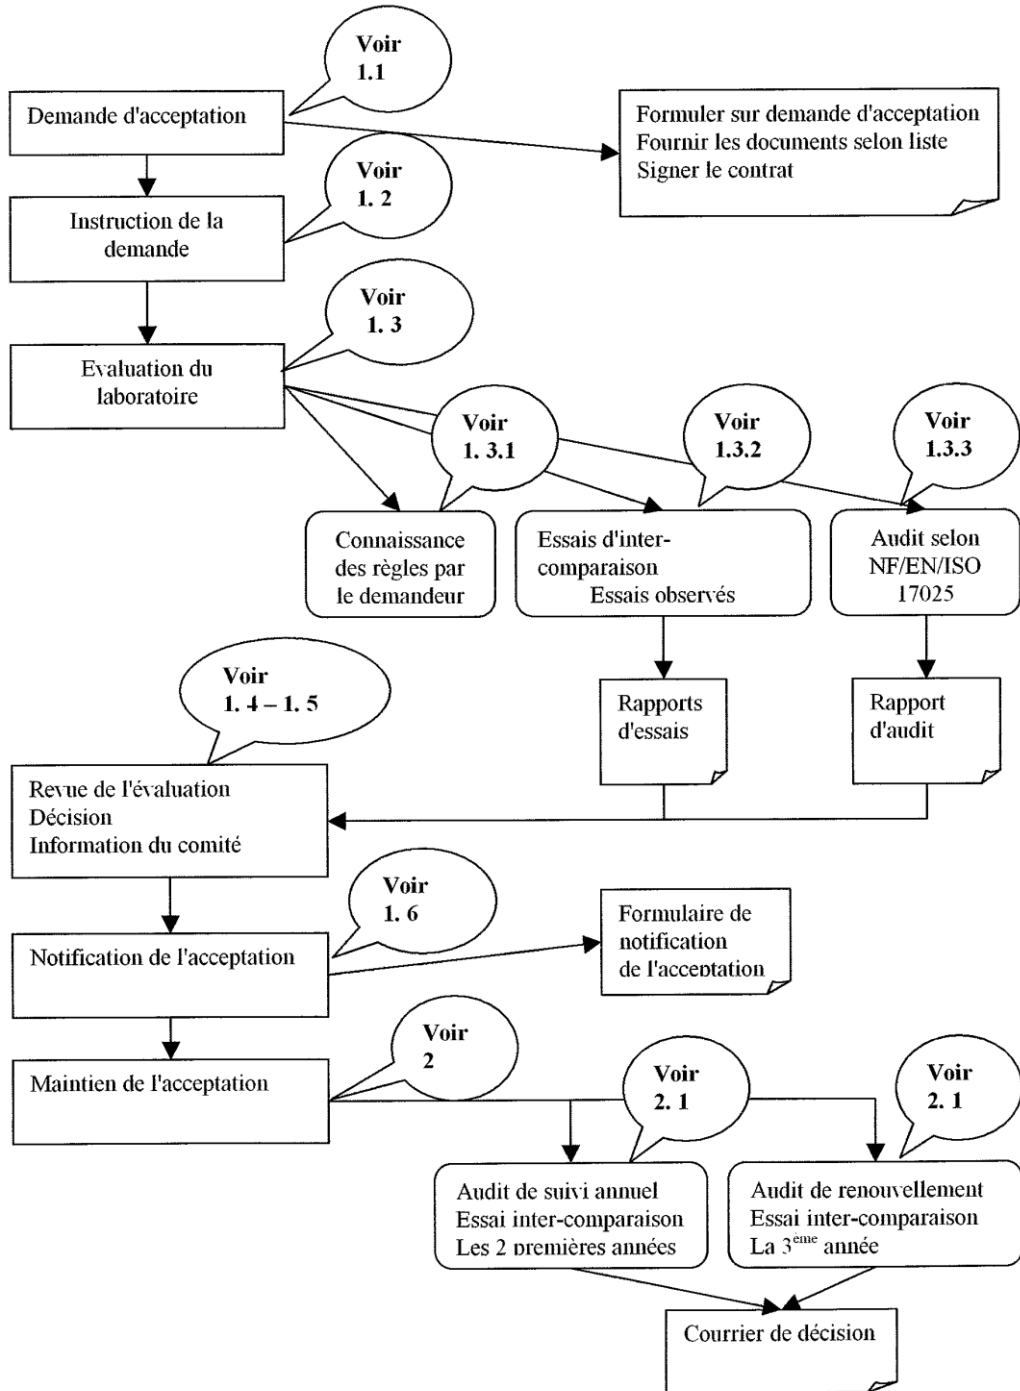 Voir
1.1
Demande d'acceptation
Formuler sur demande d'acceptation
Fournir les documents selon liste
Signer le contrat
Voir
1. 2
Instruction de la
demande
Voir
1. 3
Evaluation du
laboratoire
Voir
1. 3.1
Voir
1.3.2
Voir
1.3.3
Connaissance
des règles par
le demandeur
Essais d'inter-
comparaison
Essais observés
Audit selon
NF/EN/ISO
17025
Voir
1. 4 – 1. 5
Rapports
d'essais
Rapport
d'audit
Revue de l'évaluation
Décision
Information du comité
Voir
1. 6
Notification de l'acceptation
Formulaire de
notification
de l'acceptation
Voir
2
Maintien de l'acceptation
Voir
2. 1
Voir
2. 1
Audit de suivi annuel
Essai inter-comparaison
Les 2 premières années
Audit de renouvellement
Essai inter-comparaison
La 3ème année
Courrier de décision